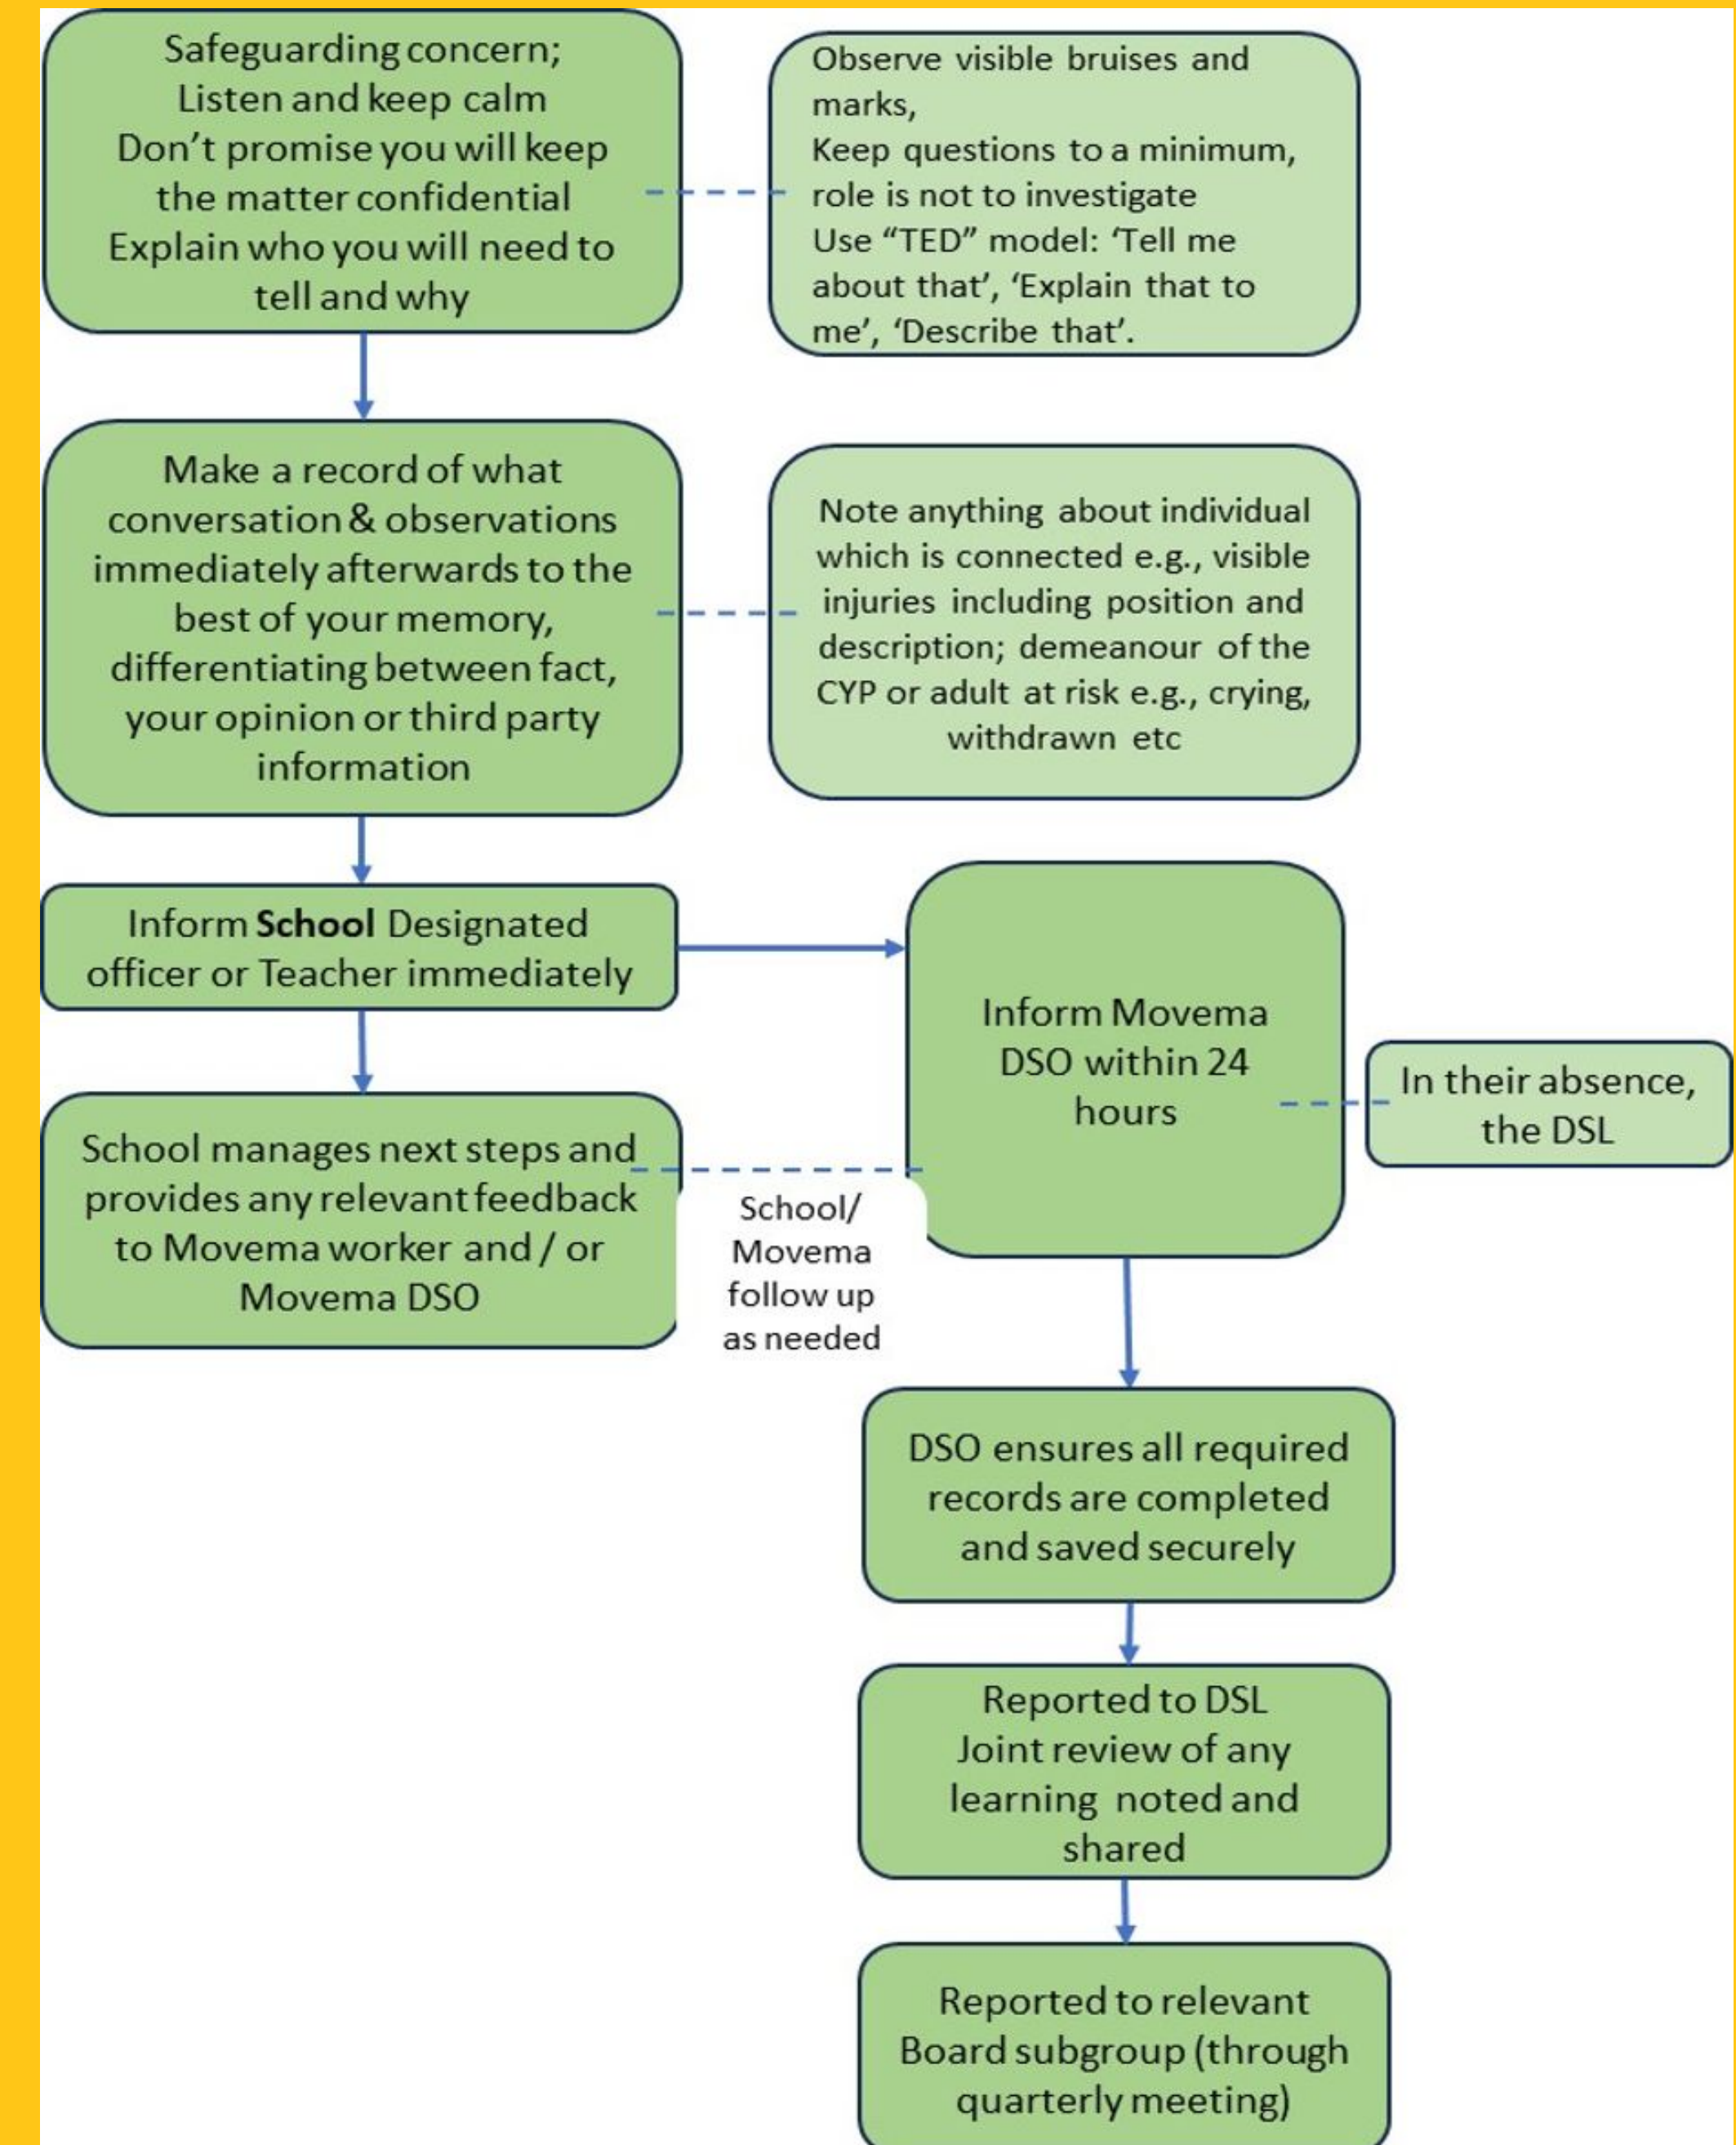 Safeguarding concern;
Listen and keep calm
Don’t promise you will keep
the matter confidential
Explain who you will need to
tell and why
Observe visible bruises and
marks,
Keep questions to a minimum,
role is not to investigate
Use “TED” model: ‘Tell me
about that’, ‘Explain that to
me’, ‘Describe that’.
Make a record of what
conversation & observations
immediately afterwards to the
best of your memory,
differentiating between fact,
your opinion or third party
information
Note anything about individual
which is connected e.g., visible
injuries including position and
description; demeanour of the
CYP or adult at risk e.g., crying,
withdrawn etc
Inform School Designated
officer or Teacher immediately
Inform Movema
DSO within 24
hours
In their absence,
the DSL
School manages next steps and
provides any relevant feedback
to Movema worker and / or
Movema DSO
School/
Movema
follow up
as needed
DSO ensures all required
records are completed
and saved securely
Reported to DSL
Joint review of any
learning noted and
shared
Reported to relevant
Board subgroup (through
quarterly meeting)